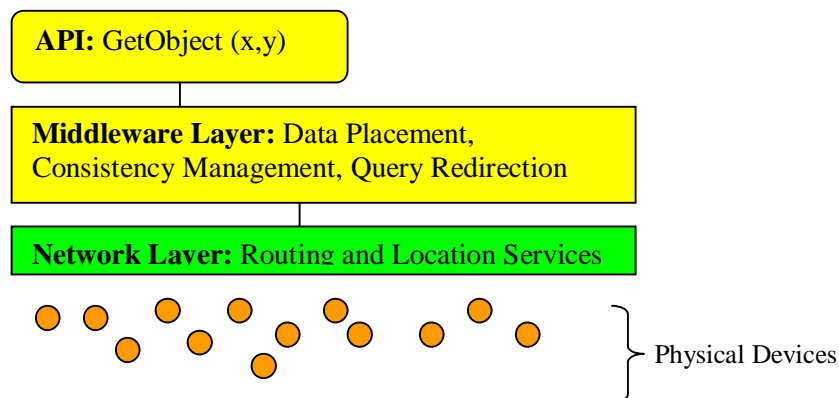 API: GetObject (x,y)
Middleware Layer: Data Placement,
Consistency Management, Query Redirection
Network Layer: Routing and Location Services
Physical Devices